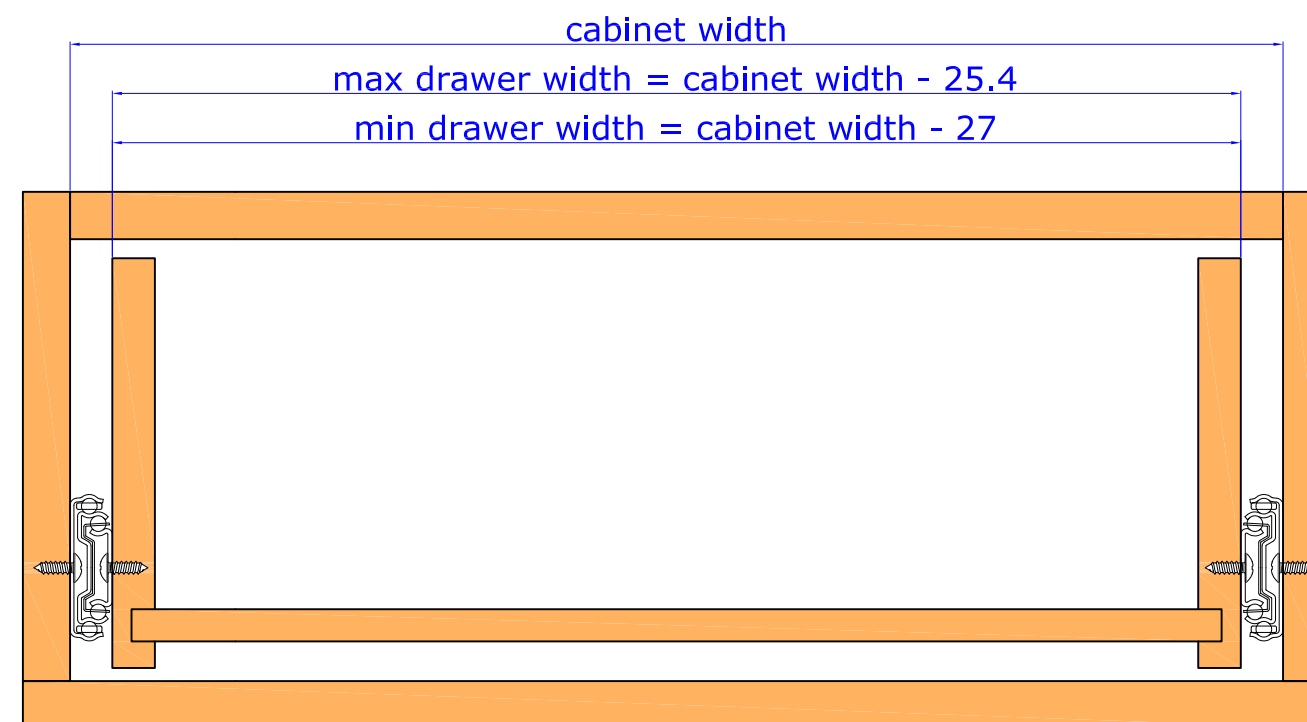 cabinet width
max drawer width = cabinet width - 25.4
min drawer width = cabinet width - 27